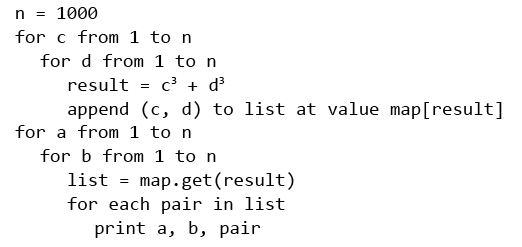 n = 1000
for c from 1 to n
for d from 1 to n
result = c³ + d³
append (c, d) to list at value map[result]
for a from 1 to n
for b from 1 to n
list = map.get(result)
for each pair in list
print a, b, pair